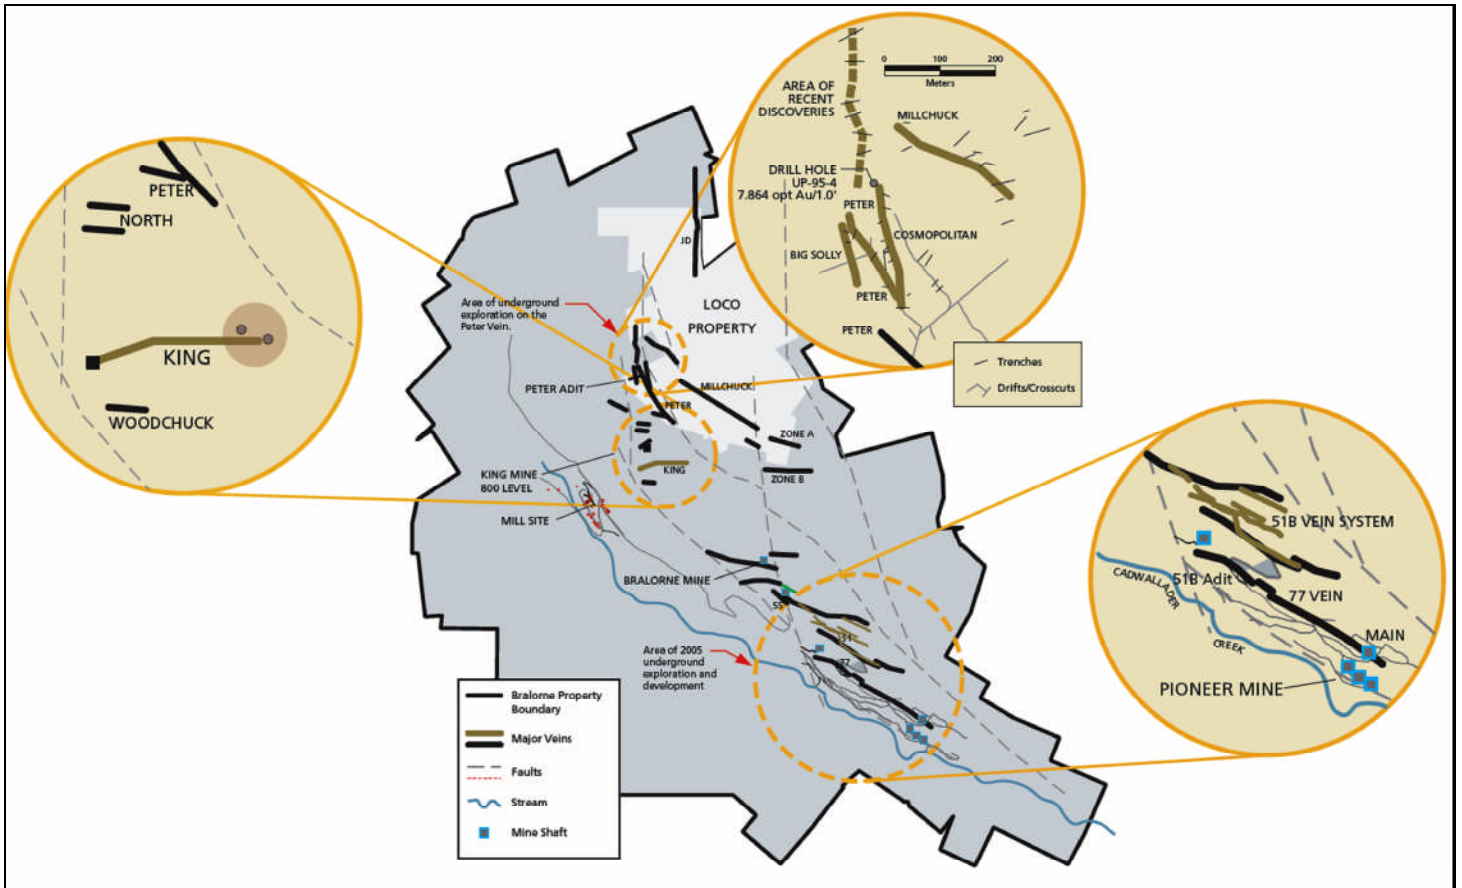 PETER
NORTH
KING
WOODCHUCK
0 100 200
Meters
AREA OF
RECENT
DISCOVERIES
MILLCHUCK
DRILL HOLE
UP-95-4
7.864 opt Au/1.0'
PETER
COSMOPOLITAN
BIG SOLLY
PETER
PETER
Trenches
Drifts/Crosscuts
JD
LOCO
PROPERTY
Area of underground
exploration on the
Peter Vein.
PETER ADIT
MILLCHUCK
PETER
ZONE A
ZONE B
KING
KING MINE
800 LEVEL
MILL SITE
BRALORNE MINE
55
51
77
Area of 2005
underground
exploration and
development
51B VEIN SYSTEM
51B Adit
77 VEIN
CADWALLADER
CREEK
MAIN
PIONEER MINE
Bralorne Property
Boundary
Major Veins
Faults
Stream
Mine Shaft